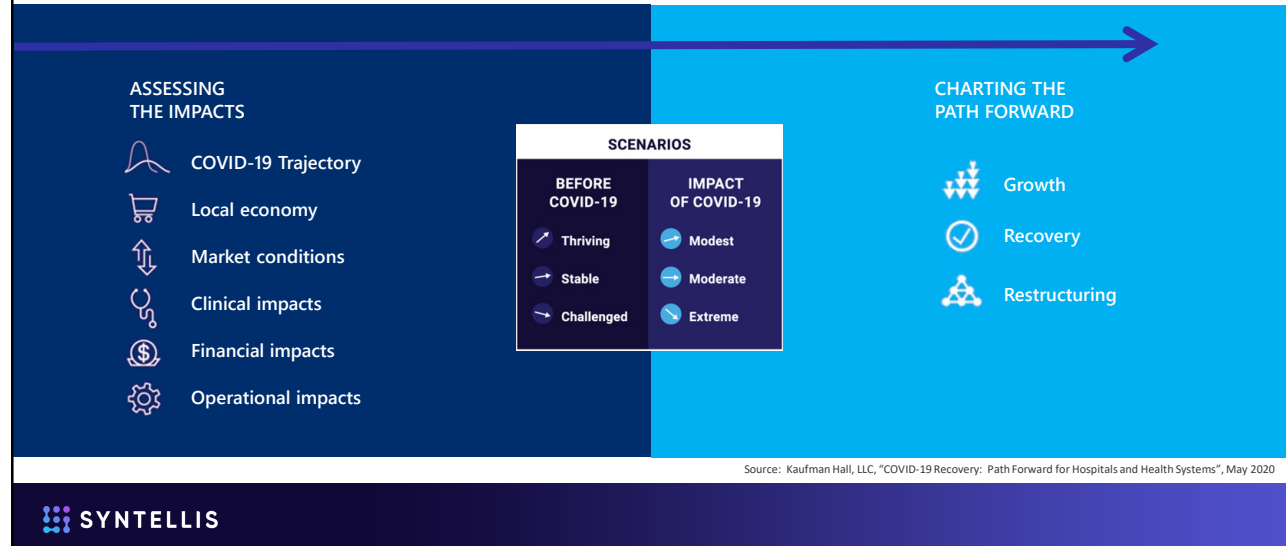 ASSESSING
THE IMPACTS
COVID-19 Trajectory
Local economy
Market conditions
Clinical impacts
$
Financial impacts
Operational impacts
SCENARIOS
BEFORE
COVID-19
Thriving
Stable
Challenged
IMPACT
OF COVID-19
Modest
Moderate
Extreme
CHARTING THE
PATH FORWARD
Growth
Recovery
Restructuring
Source: Kaufman Hall, LLC, “COVID-19 Recovery: Path Forward for Hospitals and Health Systems”, May 2020
SYNTELLIS